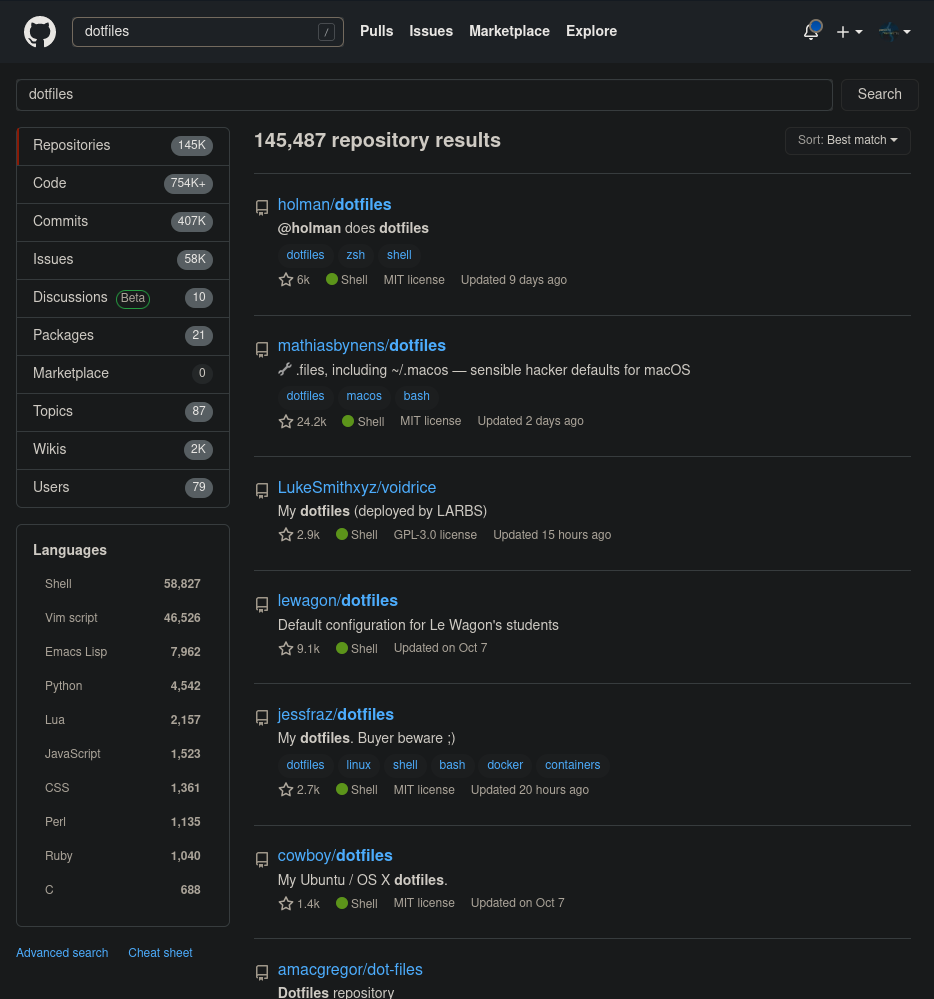 dotfiles /
Pulls Issues Marketplace Explore
dotfiles
Search
Repositories 145K
Code 754K+
Commits 407K
Issues 58K
Discussions Beta 10
Packages 21
Marketplace 0
Topics 87
Wikis 2K
Users 79
Languages
Shell 58,827
Vim script 46,526
Emacs Lisp 7,962
Python 4,542
Lua 2,157
JavaScript 1,523
CSS 1,361
Perl 1,135
Ruby 1,040
C 688
Advanced search Cheat sheet
145,487 repository results
Sort: Best match
holman/dotfiles
@holman does dotfiles
dotfiles zsh shell
6k Shell MIT license Updated 9 days ago
mathiasbynens/dotfiles
.files, including ~/.macos — sensible hacker defaults for macOS
dotfiles macos bash
24.2k Shell MIT license Updated 2 days ago
LukeSmithxyz/voidrice
My dotfiles (deployed by LARBS)
2.9k Shell GPL-3.0 license Updated 15 hours ago
lewagon/dotfiles
Default configuration for Le Wagon's students
9.1k Shell Updated on Oct 7
jessfraz/dotfiles
My dotfiles. Buyer beware ;)
dotfiles linux shell bash docker containers
2.7k Shell MIT license Updated 20 hours ago
cowboy/dotfiles
My Ubuntu / OS X dotfiles.
1.4k Shell MIT license Updated on Oct 7
amacgregor/dot-files
Dotfiles repository